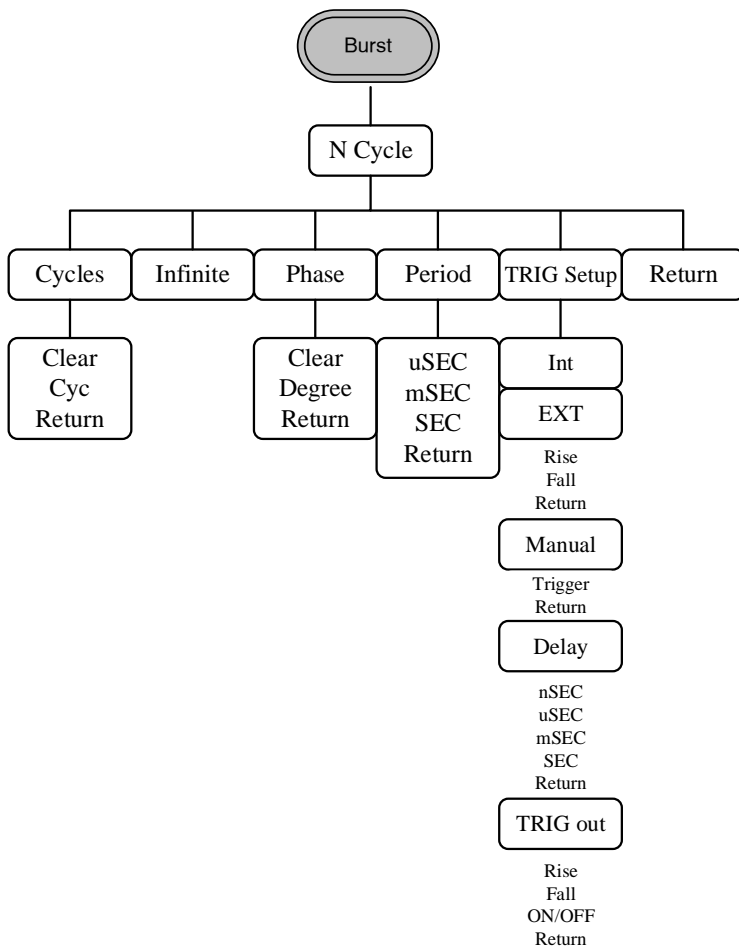 Burst
N Cycle
Cycles
Infinite
Phase
Period
TRIG Setup
Return
Clear
Cyc
Return
Clear
Degree
Return
uSEC
mSEC
SEC
Return
Int
EXT
Rise
Fall
Return
Manual
Trigger
Return
Delay
nSEC
uSEC
mSEC
SEC
Return
TRIG out
Rise
Fall
ON/OFF
Return